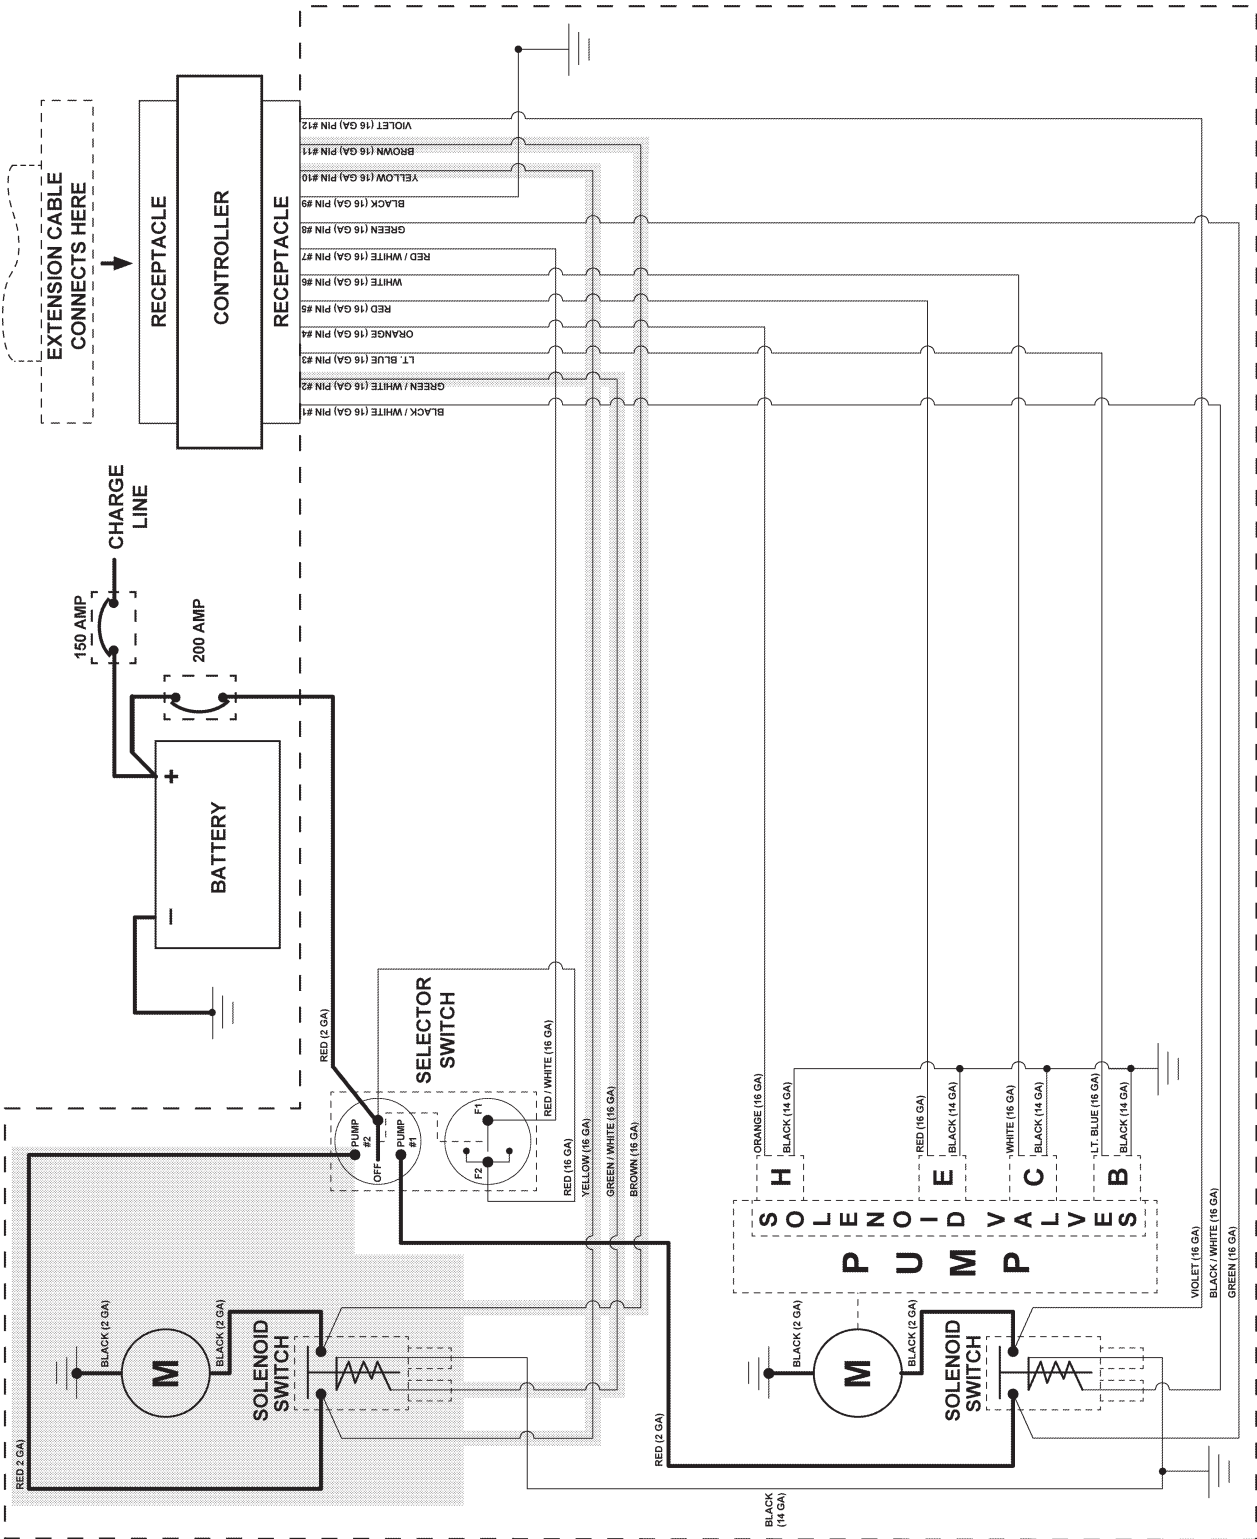 EXTENSION CABLE
CONNECTS HERE
RECEPTACLE
CONTROLLER
RECEPTACLE
VIOLET (16 GA) PIN #12
BROWN (16 GA) PIN #11
YELLOW (16 GA) PIN #10
BLACK (16 GA) PIN #9
GREEN (16 GA) PIN #8
RED / WHITE (16 GA) PIN #7
WHITE (16 GA) PIN #6
RED (16 GA) PIN #5
ORANGE (16 GA) PIN #4
LT. BLUE (16 GA) PIN #3
GREEN / WHITE (16 GA) PIN #2
BLACK / WHITE (16 GA) PIN #1
CHARGE
LINE
150 AMP
200 AMP
+
BATTERY
–
RED (2 GA)
SELECTOR
SWITCH
PUMP
#2
OFF
PUMP
#1
F1
F2
RED / WHITE (16 GA)
RED (16 GA)
YELLOW (16 GA)
GREEN / WHITE (16 GA)
BROWN (16 GA)
ORANGE (16 GA)
BLACK (14 GA)
RED (16 GA)
BLACK (14 GA)
WHITE (16 GA)
BLACK (14 GA)
LT. BLUE (16 GA)
BLACK (14 GA)
H
E
C
B
SOLENOID VALVES
PUMP
VIOLET (16 GA)
BLACK / WHITE (16 GA)
GREEN (16 GA)
BLACK (2 GA)
M
BLACK (2 GA)
SOLENOID
SWITCH
RED 2 GA)
BLACK (2 GA)
M
BLACK (2 GA)
SOLENOID
SWITCH
RED (2 GA)
BLACK
(14 GA)